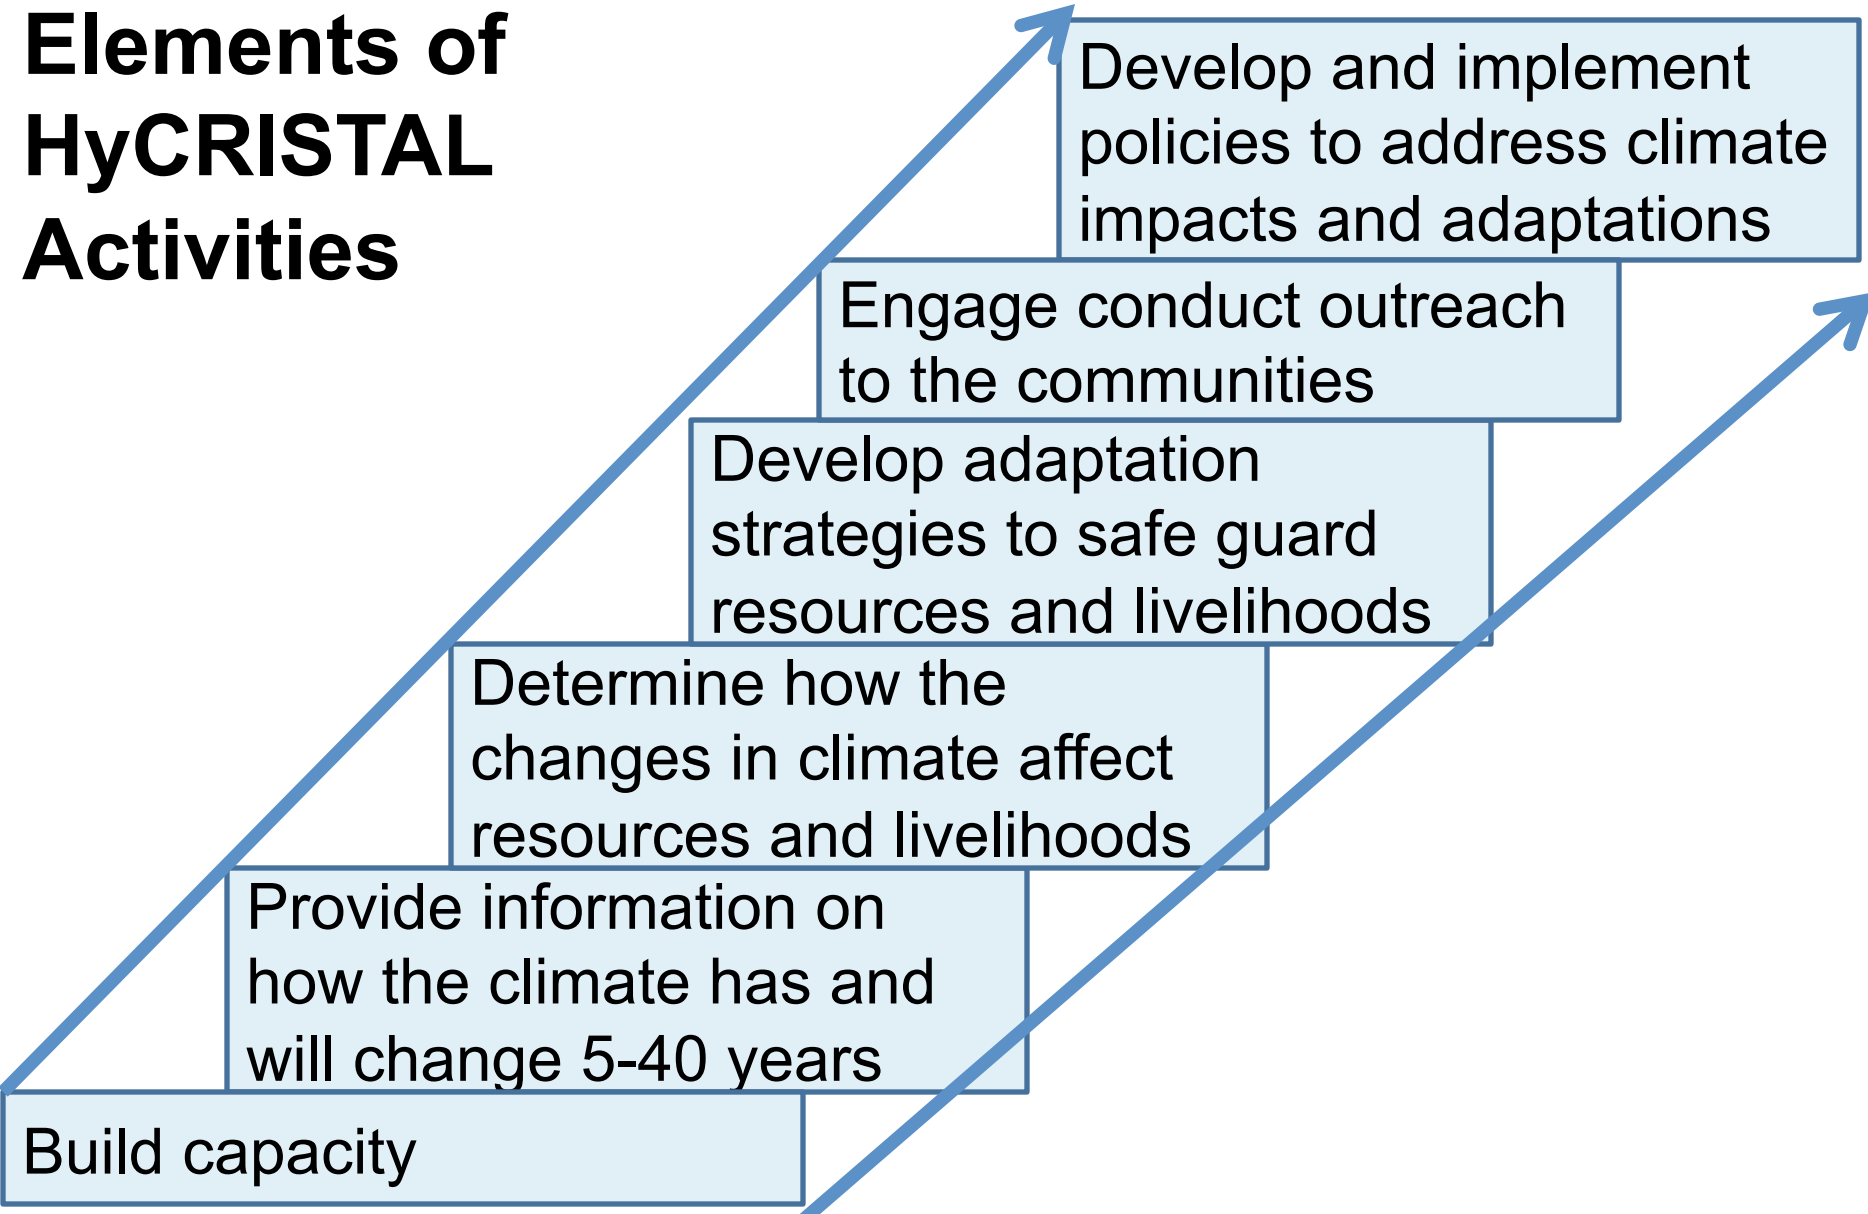 Elements of
HyCRISTAL
Activities
Develop and implement
policies to address climate
impacts and adaptations
Engage conduct outreach
to the communities
Develop adaptation
strategies to safe guard
resources and livelihoods
Determine how the
changes in climate affect
resources and livelihoods
Provide information on
how the climate has and
will change 5-40 years
Build capacity